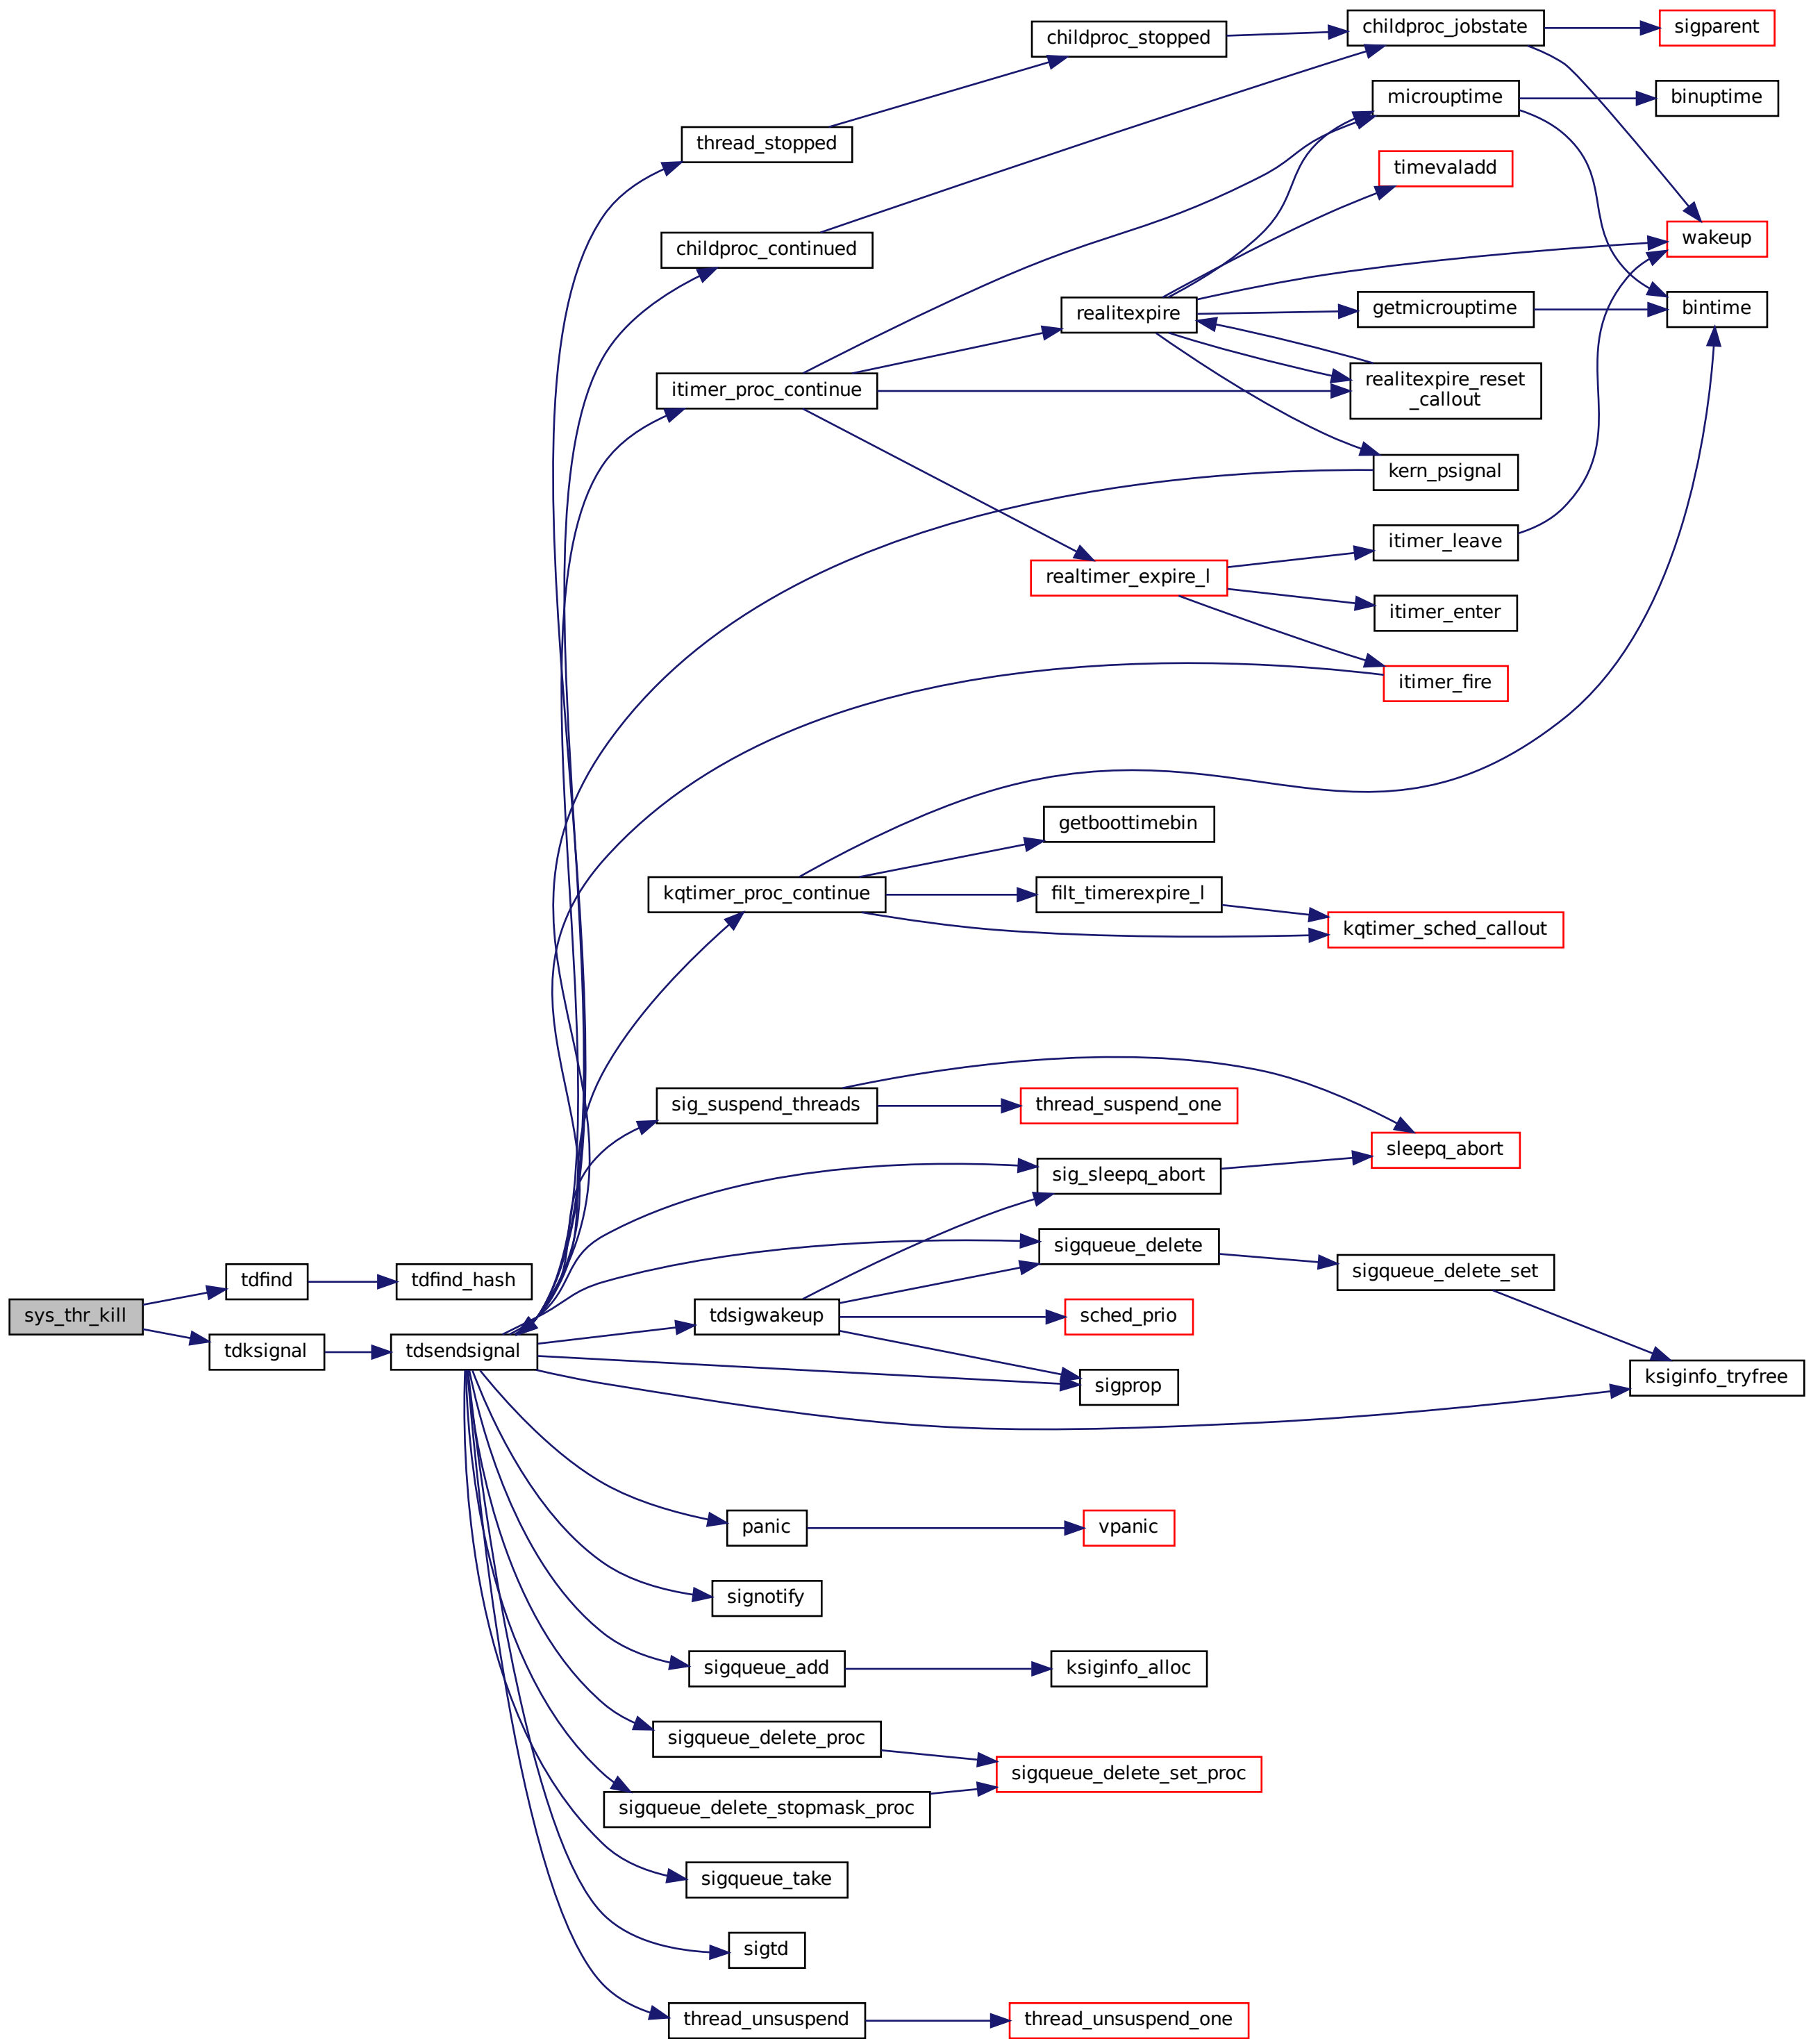 childproc_jobstate
sigparent
childproc_stopped
microuptime
binuptime
thread_stopped
timevaladd
wakeup
childproc_continued
getmicrouptime
bintime
realitexpire
realitexpire_reset
_callout
itimer_proc_continue
kern_psignal
itimer_leave
realtimer_expire_l
itimer_enter
itimer_fire
getboottimebin
kqtimer_proc_continue
filt_timerexpire_l
kqtimer_sched_callout
sig_suspend_threads
thread_suspend_one
sleepq_abort
sig_sleepq_abort
sigqueue_delete
sigqueue_delete_set
tdfind
tdfind_hash
sys_thr_kill
tdsigwakeup
sched_prio
tdksignal
tdsendsignal
sigprop
ksiginfo_tryfree
panic
vpanic
signotify
sigqueue_add
ksiginfo_alloc
sigqueue_delete_proc
sigqueue_delete_set_proc
sigqueue_delete_stopmask_proc
sigqueue_take
sigtd
thread_unsuspend
thread_unsuspend_one